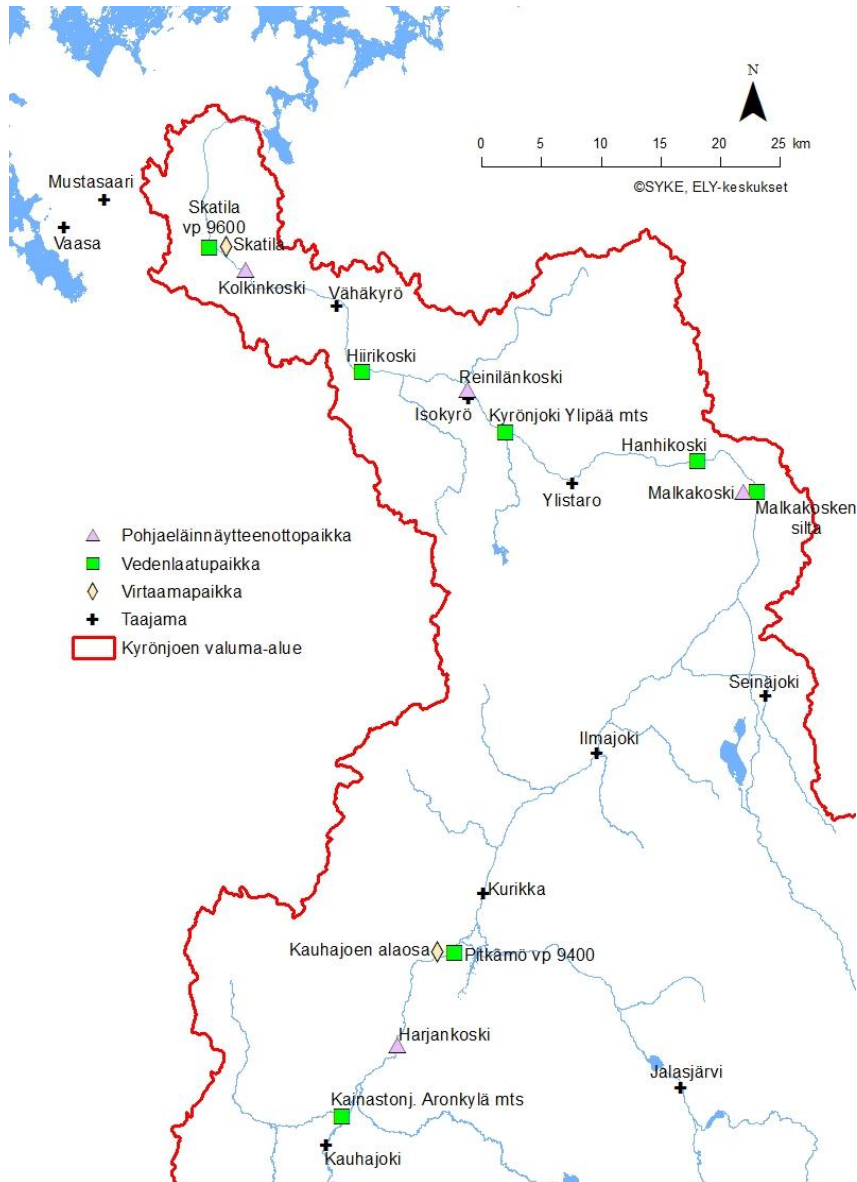 N
0 5 10 15 20 25 km
©SYKE, ELY-keskukset
Mustasaari
Vaasa
Skatila
vp 9600
Skatila
Kolkinkoski
Vähäkyrö
Hiirikoski
Reinilänkoski
Isokyrö
Kyrönjoki Ylipää mts
Hanhikoski
Ylistaro
Malkakoski
Malkakosken
silta
Pohjaeläinnäytteenottopaikka
Vedenlaatupaikka
Virtaamapaikka
Taajama
Kyrönjoen valuma-alue
Seinäjoki
Ilmajoki
Kurikka
Kauhajoen alaosa
Pitkämö vp 9400
Harjankoski
Jalasjärvi
Kainastonj. Aronkylä mts
Kauhajoki